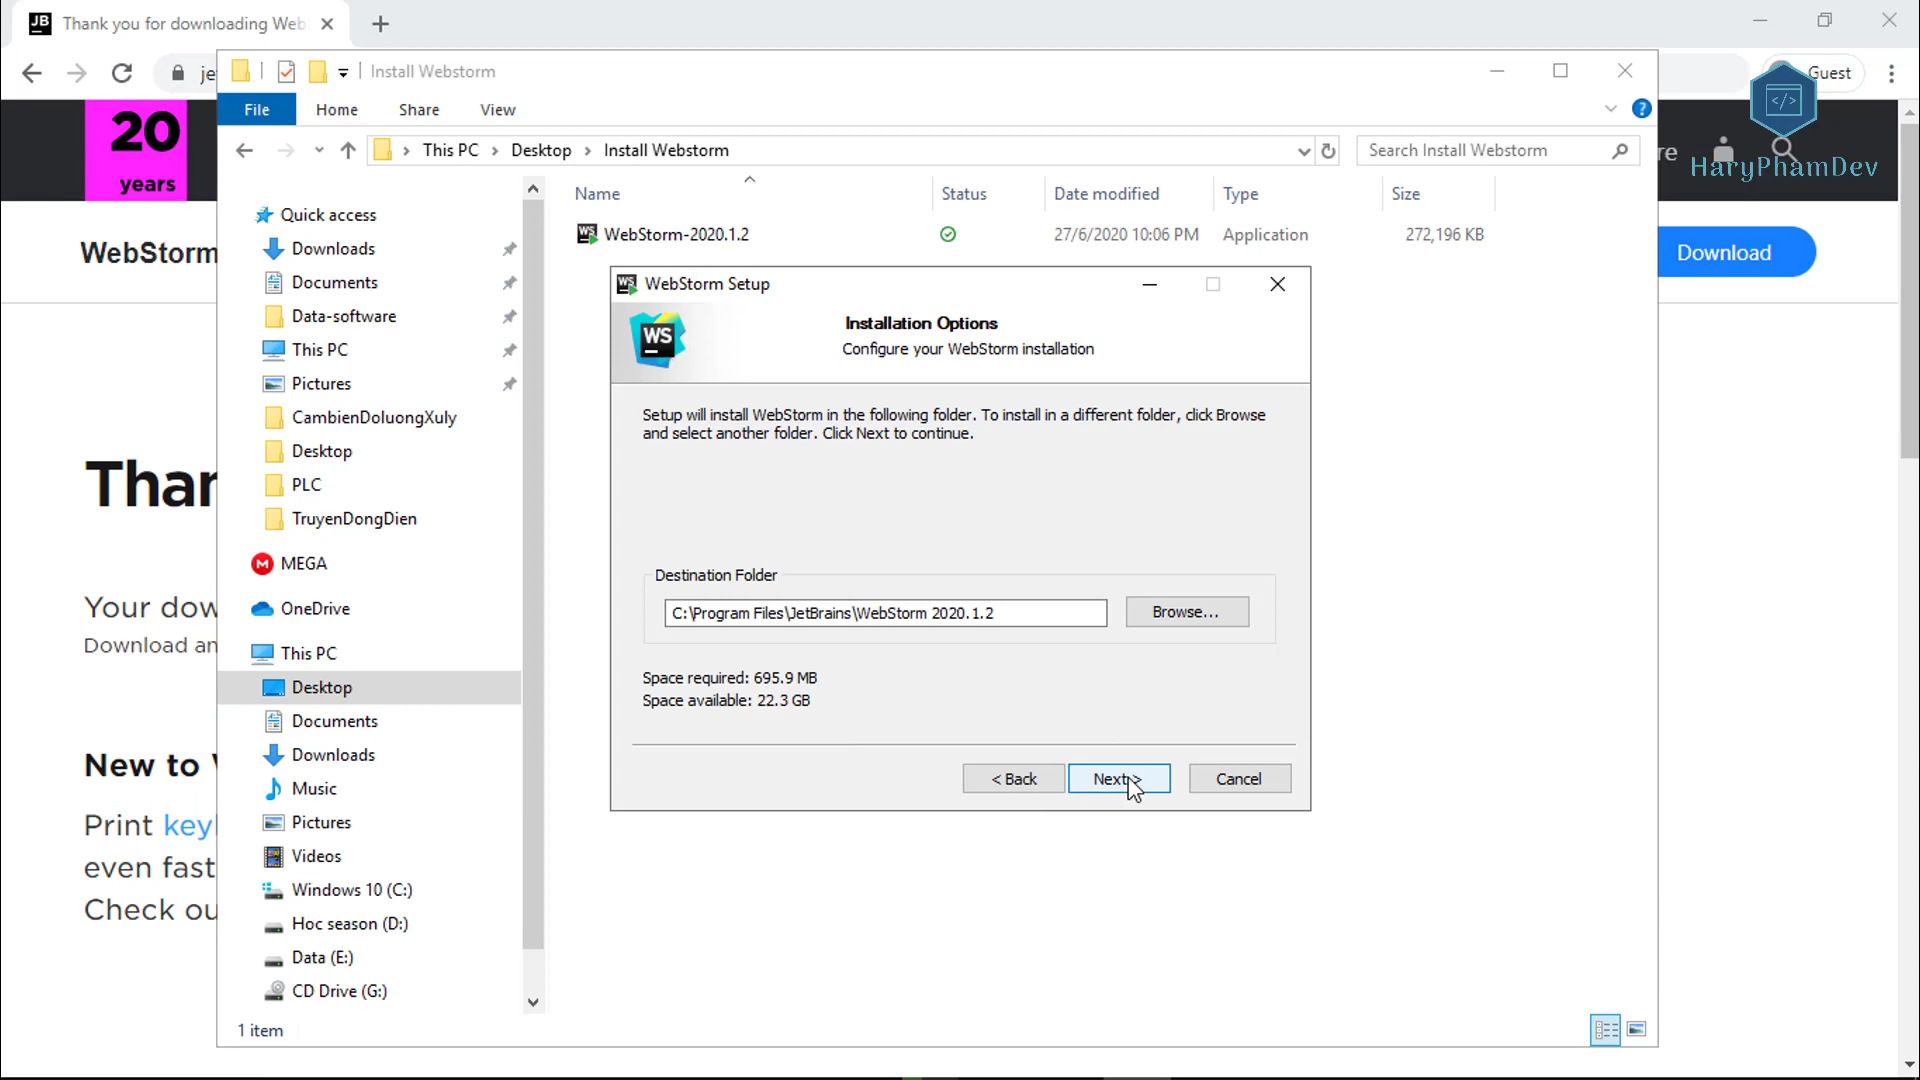 JB Thank you for downloading Web
je
Guest
Install Webstorm
File Home Share View
This PC > Desktop > Install Webstorm
Search Install Webstorm
re
HaryPhamDev
20
years
Name Status Date modified Type Size
WebStorm-2020.1.2 27/6/2020 10:06 PM Application 272,196 KB
WebStorm
Download
Quick access
Downloads
Documents
Data-software
This PC
Pictures
CambienDoluongXuly
Desktop
PLC
TruyenDongDien
MEGA
OneDrive
This PC
Desktop
Documents
Downloads
Music
Pictures
Videos
Windows 10 (C:)
Hoc season (D:)
Data (E:)
CD Drive (G:)
1 item
WebStorm Setup
WS
Installation Options
Configure your WebStorm installation
Setup will install WebStorm in the following folder. To install in a different folder, click Browse
and select another folder. Click Next to continue.
Destination Folder
C:\Program Files\JetBrains\WebStorm 2020.1.2
Browse...
Space required: 695.9 MB
Space available: 22.3 GB
< Back Next > Cancel
Than
Your dow
Download an
New to
Print key
even fast
Check ou